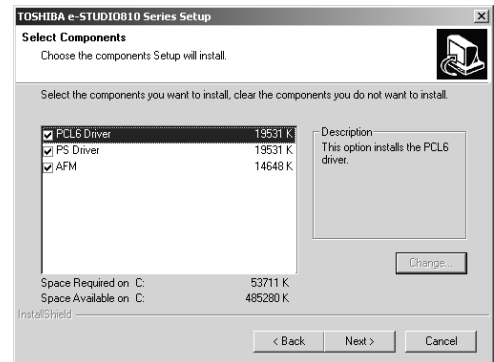 TOSHIBA e-STUDIO810 Series Setup
Select Components
Choose the components Setup will install.
Select the components you want to install, clear the components you do not want to install.
PCL6 Driver 19531 K
PS Driver 19531 K
AFM 14648 K
Description
This option installs the PCL6
driver.
Change...
Space Required on C: 53711 K
Space Available on C: 485280 K
InstallShield
< Back Next > Cancel